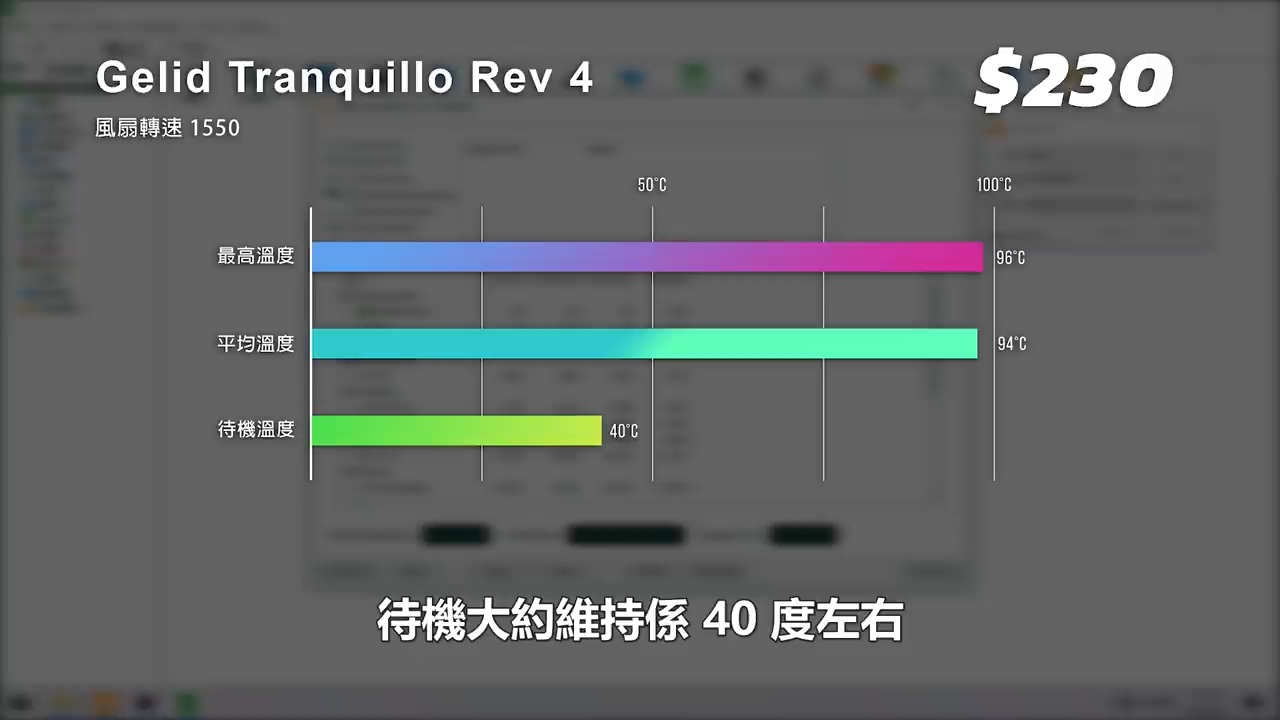 Gelid Tranquillo Rev 4
$230
風扇轉速 1550
50°C
100°C
最高溫度
96°C
平均溫度
94°C
待機溫度
40°C
待機大約維持係 40 度左右